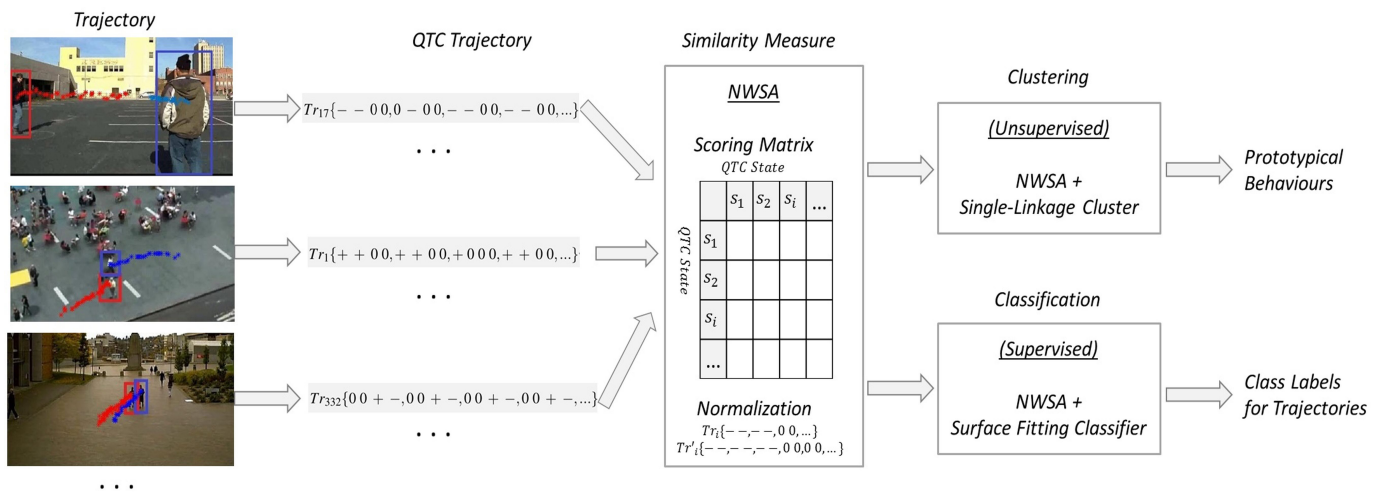 Trajectory
. . .
QTC Trajectory
Tr17{− − 0 0,0 − 0 0,− − 0 0,− − 0 0,...}
. . .
Tr1{+ + 0 0,+ + 0 0,+ 0 0 0,+ + 0 0,...}
. . .
Tr332{0 0 + −,0 0 + −,0 0 + −,0 0 + −,...}
. . .
Similarity Measure
NWSA
Scoring Matrix
QTC State
s1 s2 si ...
QTC State
s1
s2
si
...
Normalization
Tri{− −,− −,0 0,...}
Tr′i{− −,− −,− −,0 0,0 0,...}
Clustering
(Unsupervised)
NWSA +
Single-Linkage Cluster
Prototypical
Behaviours
Classification
(Supervised)
NWSA +
Surface Fitting Classifier
Class Labels
for Trajectories